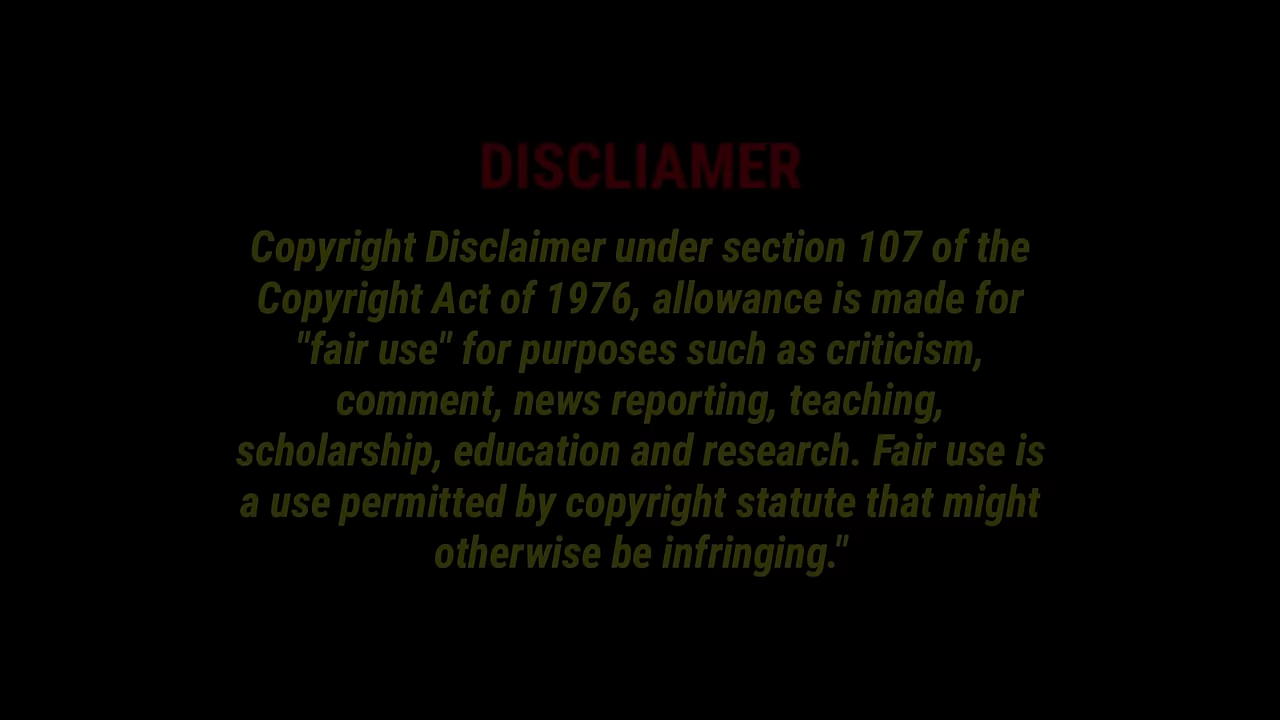 DISCLIAMER
Copyright Disclaimer under section 107 of the
Copyright Act of 1976, allowance is made for
"fair use" for purposes such as criticism,
comment, news reporting, teaching,
scholarship, education and research. Fair use is
a use permitted by copyright statute that might
otherwise be infringing."